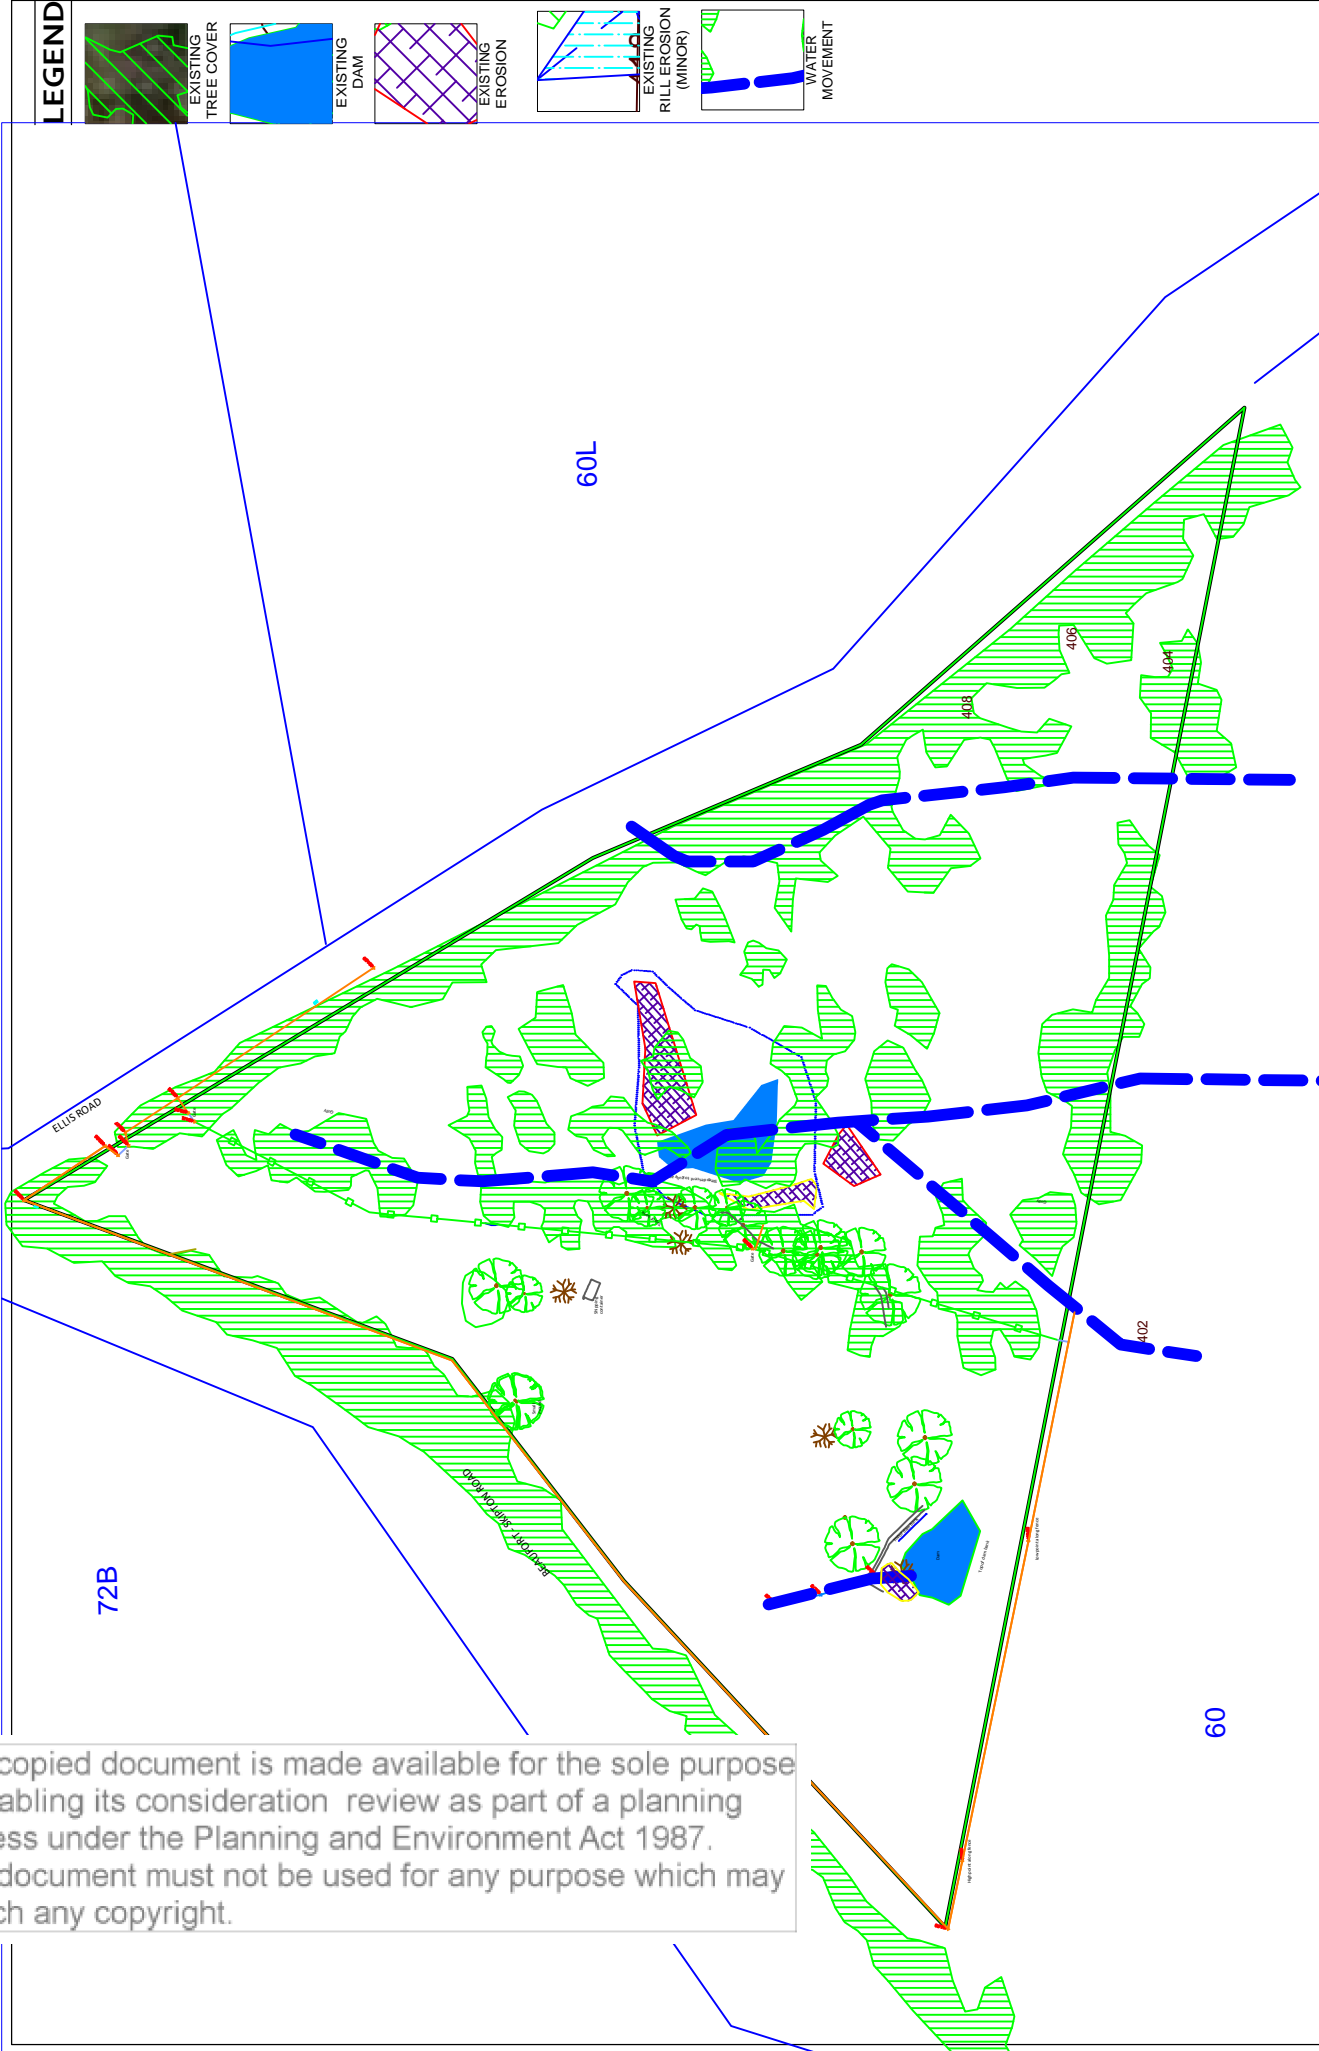 LEGEND
EXISTING
TREE COVER
EXISTING
DAM
EXISTING
EROSION
EXISTING
RILL EROSION
(MINOR)
WATER
MOVEMENT
60L
406
404
408
ELLIS ROAD
Gate
402
BEAUFORT - SKIPTON ROAD
72B
60
copied document is made available for the sole purpose
abling its consideration review as part of a planning
ess under the Planning and Environment Act 1987.
document must not be used for any purpose which may
ch any copyright.